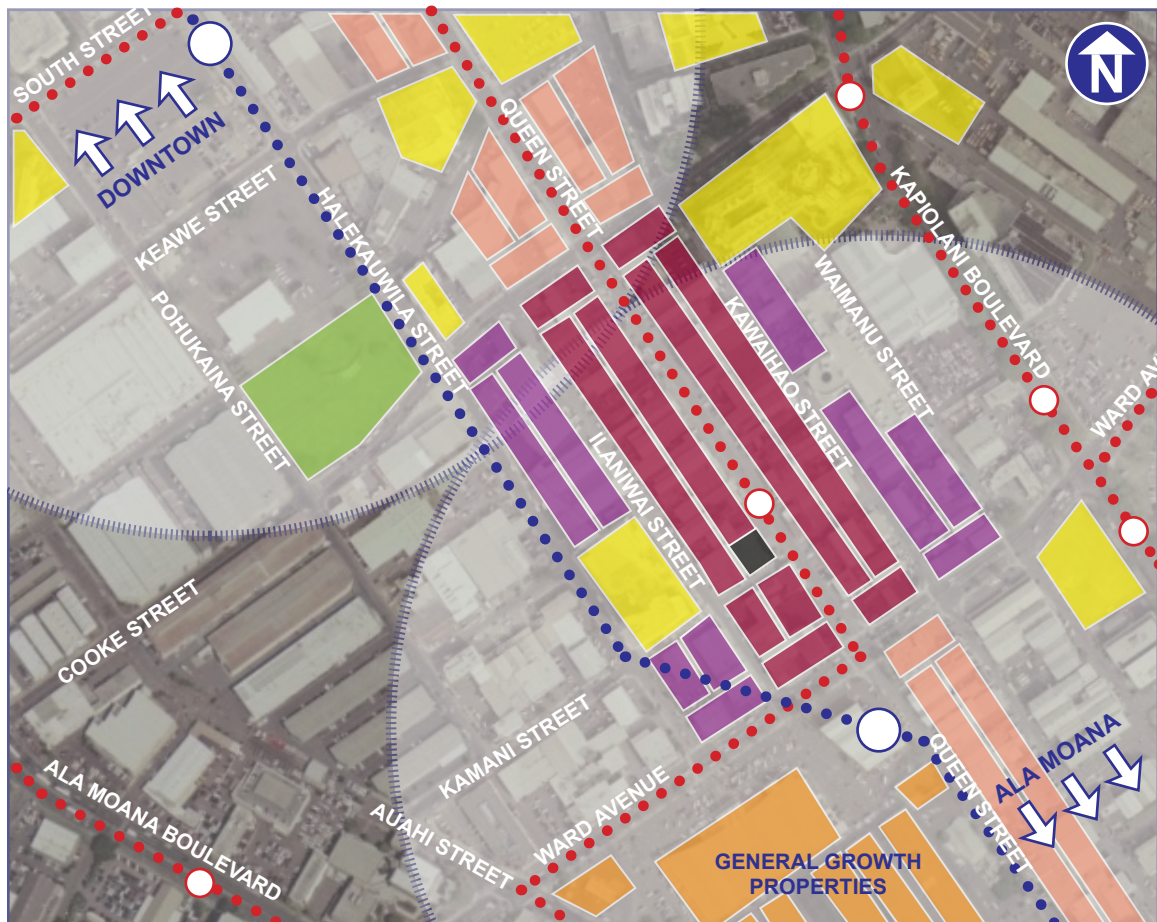 SOUTH STREET
N
DOWNTOWN
QUEEN STREET
KEAWE STREET
HALEKAUWILA STREET
KAPIOLANI BOULEVARD
WAIMANU STREET
POHUKAINA STREET
KAWAIHAO STREET
WARD AV
ILANIWAI STREET
COOKE STREET
KAMANI STREET
ALA MOANA
QUEEN STREET
WARD AVENUE
ALA MOANA BOULEVARD
AUAHI STREET
GENERAL GROWTH
PROPERTIES